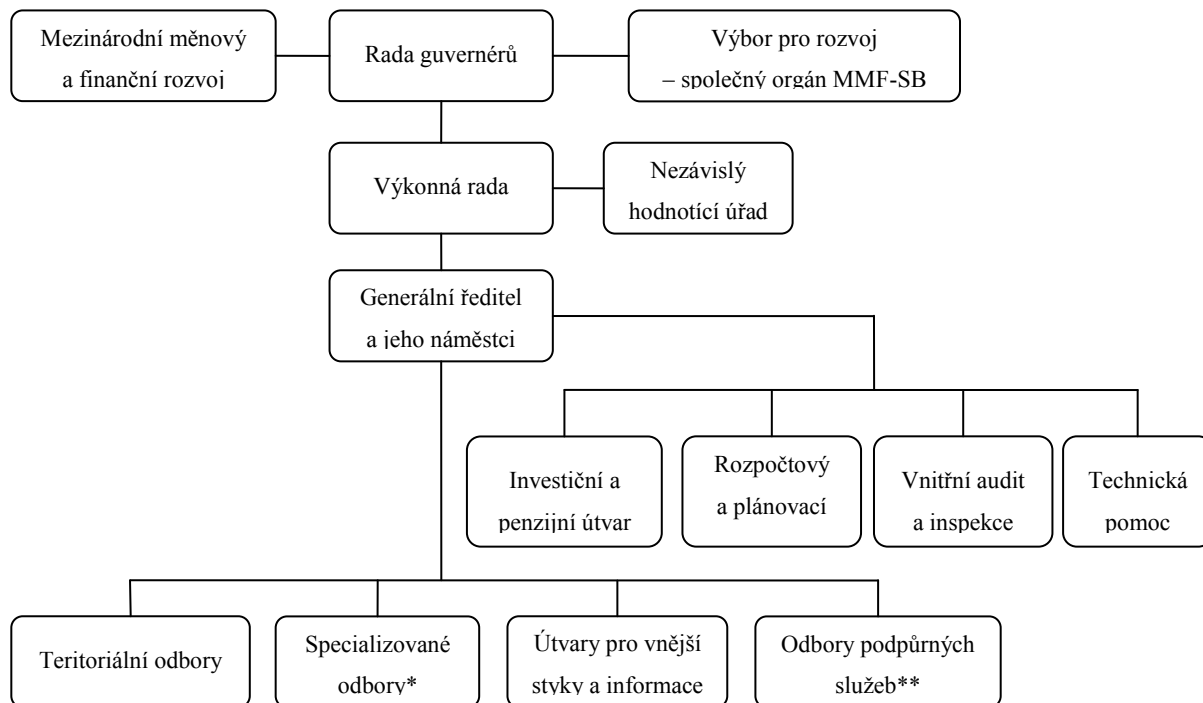 Mezinárodní měnový
a finanční rozvoj
Rada guvernérů
Výbor pro rozvoj
– společný orgán MMF-SB
Výkonná rada
Nezávislý
hodnotící úřad
Generální ředitel
a jeho náměstci
Investiční a
penzijní útvar
Rozpočtový
a plánovací
Vnitřní audit
a inspekce
Technická
pomoc
Teritoriální odbory
Specializované
odbory*
Útvary pro vnější
styky a informace
Odbory podpůrných
služeb**